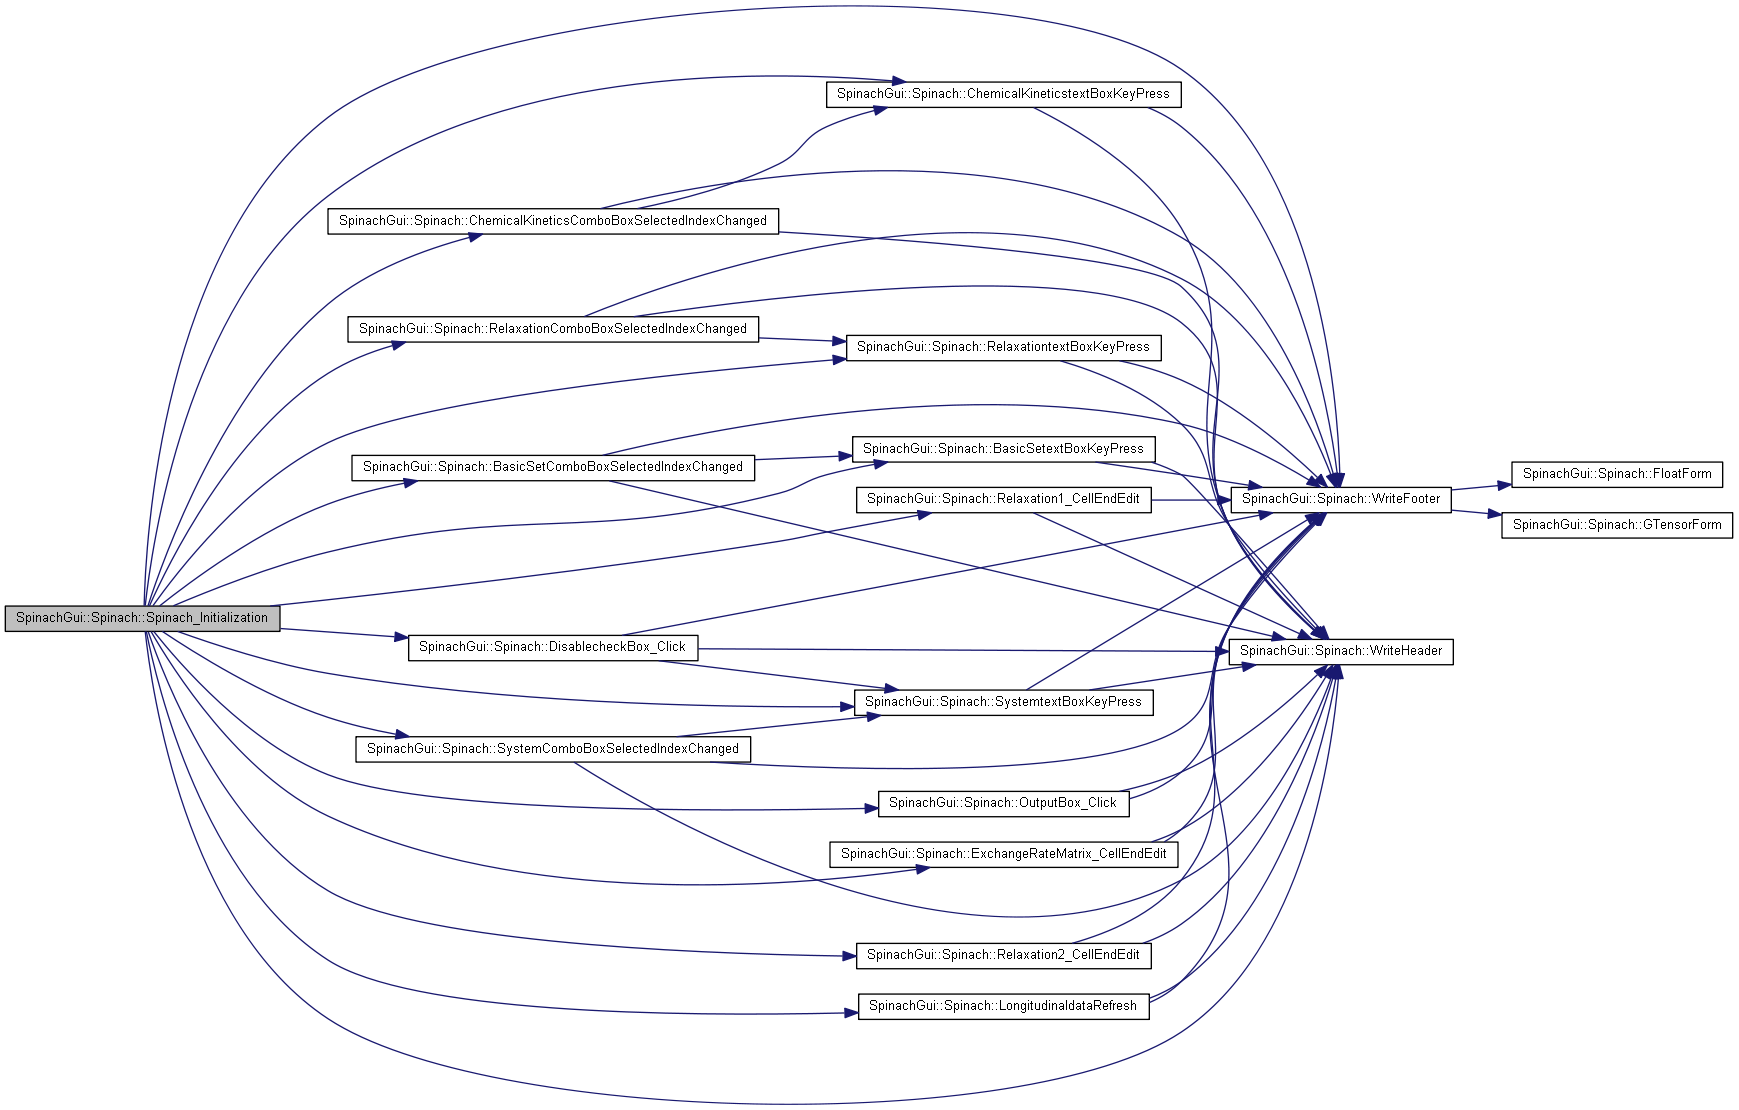 SpinachGui::Spinach::ChemicalKineticstextBoxKeyPress
SpinachGui::Spinach::ChemicalKineticsComboBoxSelectedIndexChanged
SpinachGui::Spinach::RelaxationComboBoxSelectedIndexChanged
SpinachGui::Spinach::RelaxationtextBoxKeyPress
SpinachGui::Spinach::BasicSetextBoxKeyPress
SpinachGui::Spinach::BasicSetComboBoxSelectedIndexChanged
SpinachGui::Spinach::FloatForm
SpinachGui::Spinach::Relaxation1_CellEndEdit
SpinachGui::Spinach::WriteFooter
SpinachGui::Spinach::GTensorForm
SpinachGui::Spinach::Spinach_Initialization
SpinachGui::Spinach::DisablecheckBox_Click
SpinachGui::Spinach::WriteHeader
SpinachGui::Spinach::SystemtextBoxKeyPress
SpinachGui::Spinach::SystemComboBoxSelectedIndexChanged
SpinachGui::Spinach::OutputBox_Click
SpinachGui::Spinach::ExchangeRateMatrix_CellEndEdit
SpinachGui::Spinach::Relaxation2_CellEndEdit
SpinachGui::Spinach::LongitudinaldataRefresh